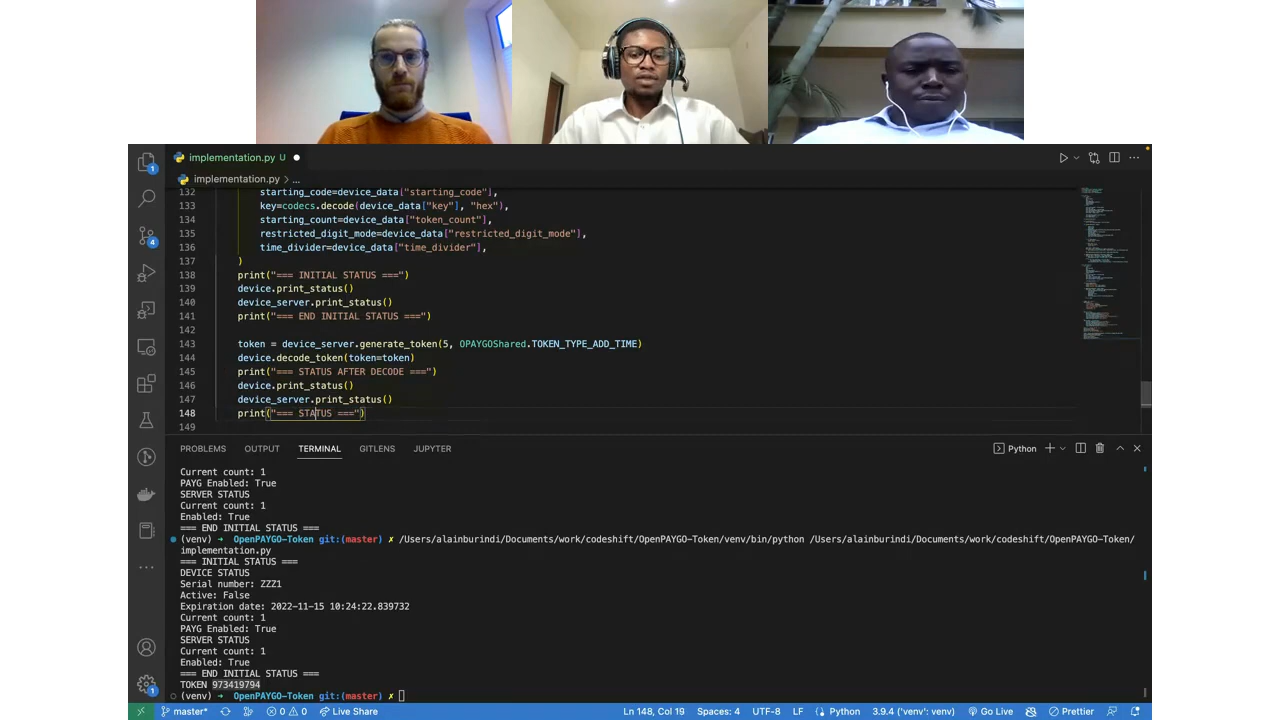 implementation.py U
implementation.py > ...
132 starting_code=device_data["starting_code"],
133 key=codecs.decode(device_data["key"], "hex"),
134 starting_count=device_data["token_count"],
135 restricted_digit_mode=device_data["restricted_digit_mode"],
136 time_divider=device_data["time_divider"],
137 )
138 print("=== INITIAL STATUS ===")
139 device.print_status()
140 device_server.print_status()
141 print("=== END INITIAL STATUS ===")
142
143 token = device_server.generate_token(5, OPAYGOShared.TOKEN_TYPE_ADD_TIME)
144 device.decode_token(token=token)
145 print("=== STATUS AFTER DECODE ===")
146 device.print_status()
147 device_server.print_status()
148 print("=== STATUS ===")
149
PROBLEMS OUTPUT TERMINAL GITLENS JUPYTER Python
Current count: 1
PAYG Enabled: True
SERVER STATUS
Current count: 1
Enabled: True
=== END INITIAL STATUS ===
(venv) ➜ OpenPAYGO-Token git:(master) ✗ /Users/alainburindi/Documents/work/codeshift/OpenPAYGO-Token/venv/bin/python /Users/alainburindi/Documents/work/codeshift/OpenPAYGO-Token/
implementation.py
=== INITIAL STATUS ===
DEVICE STATUS
Serial number: ZZZ1
Active: False
Expiration date: 2022-11-15 10:24:22.839732
Current count: 1
PAYG Enabled: True
SERVER STATUS
Current count: 1
Enabled: True
=== END INITIAL STATUS ===
TOKEN 973419794
(venv) ➜ OpenPAYGO-Token git:(master) ✗
master* 0 0 Live Share Ln 148, Col 19 Spaces: 4 UTF-8 LF Python 3.9.4 ('venv': venv) Go Live Prettier